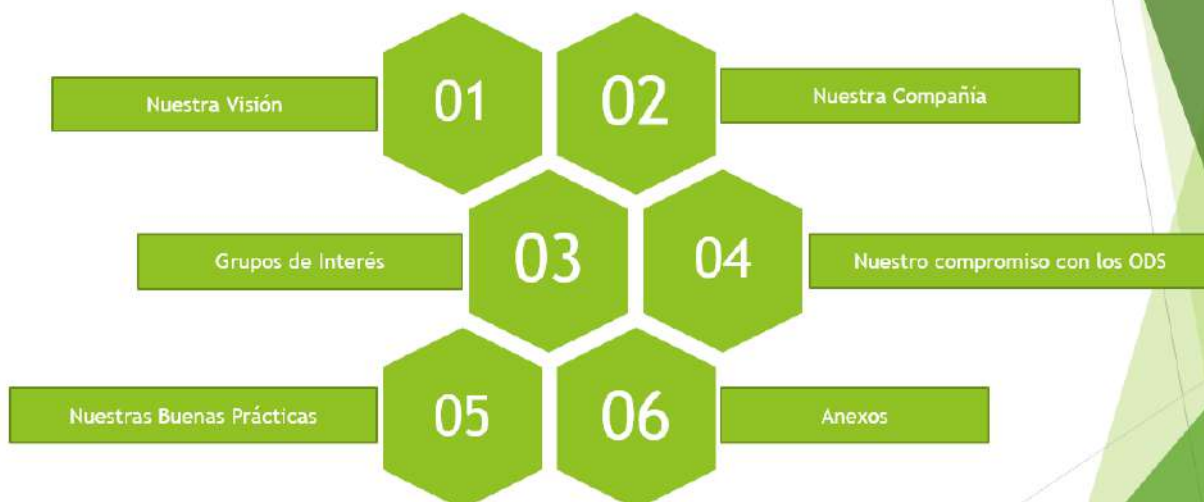 Nuestra Visión
01
02
Nuestra Compañía
Grupos de Interés
03
04
Nuestro compromiso con los ODS
Nuestras Buenas Prácticas
05
06
Anexos